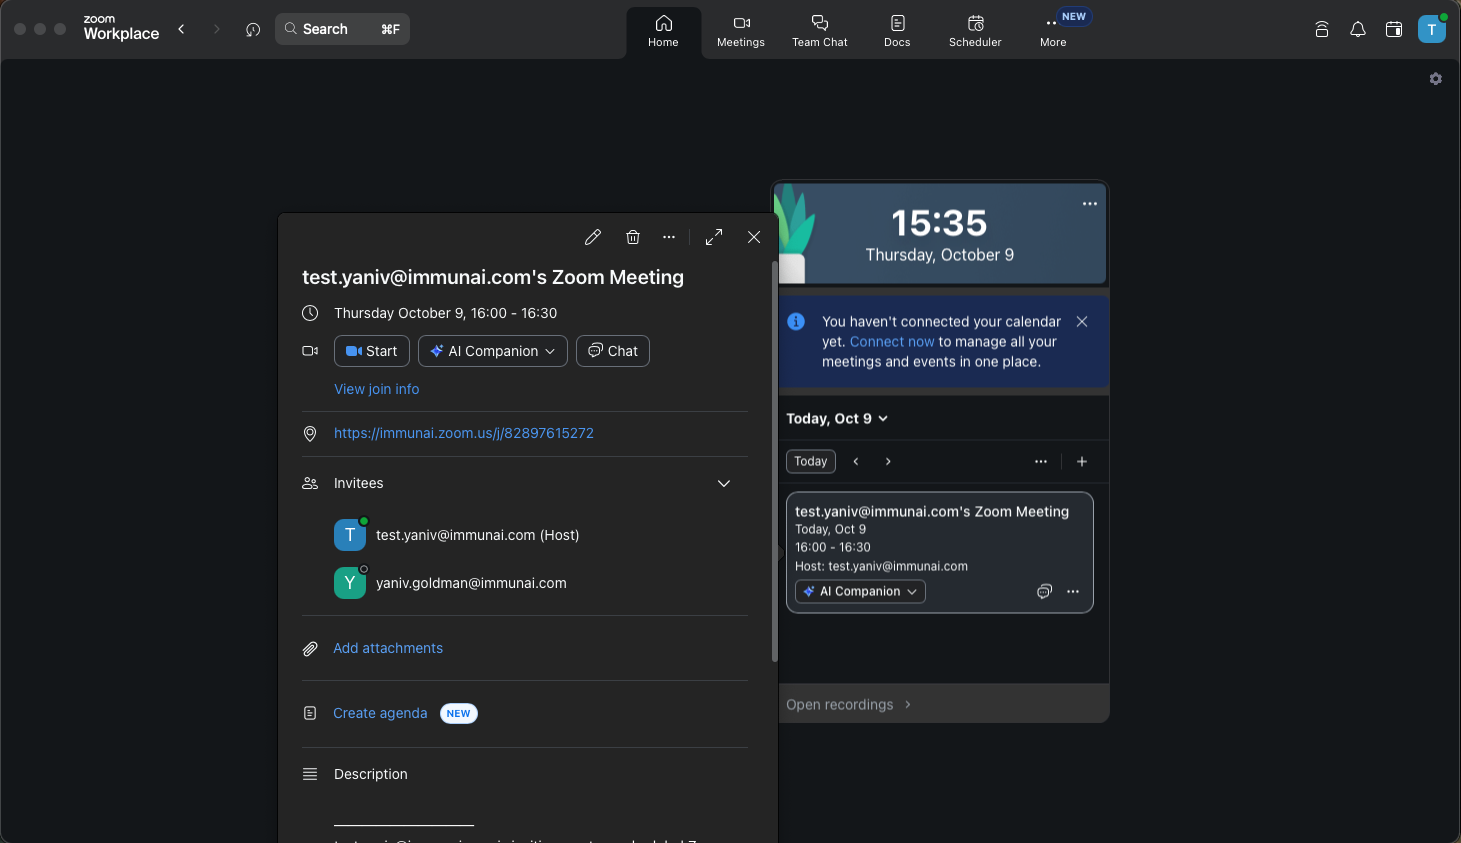 zoom
Workplace
Search ⌘F
Home
Meetings
Team Chat
Docs
Scheduler
More
NEW
T
15:35
Thursday, October 9
You haven't connected your calendar
yet. Connect now to manage all your
meetings and events in one place.
Today, Oct 9
Today
test.yaniv@immunai.com's Zoom Meeting
Today, Oct 9
16:00 - 16:30
Host: test.yaniv@immunai.com
AI Companion
Open recordings
test.yaniv@immunai.com's Zoom Meeting
Thursday October 9, 16:00 - 16:30
Start
AI Companion
Chat
View join info
https://immunai.zoom.us/j/82897615272
Invitees
T
test.yaniv@immunai.com (Host)
Y
yaniv.goldman@immunai.com
Add attachments
Create agenda NEW
Description